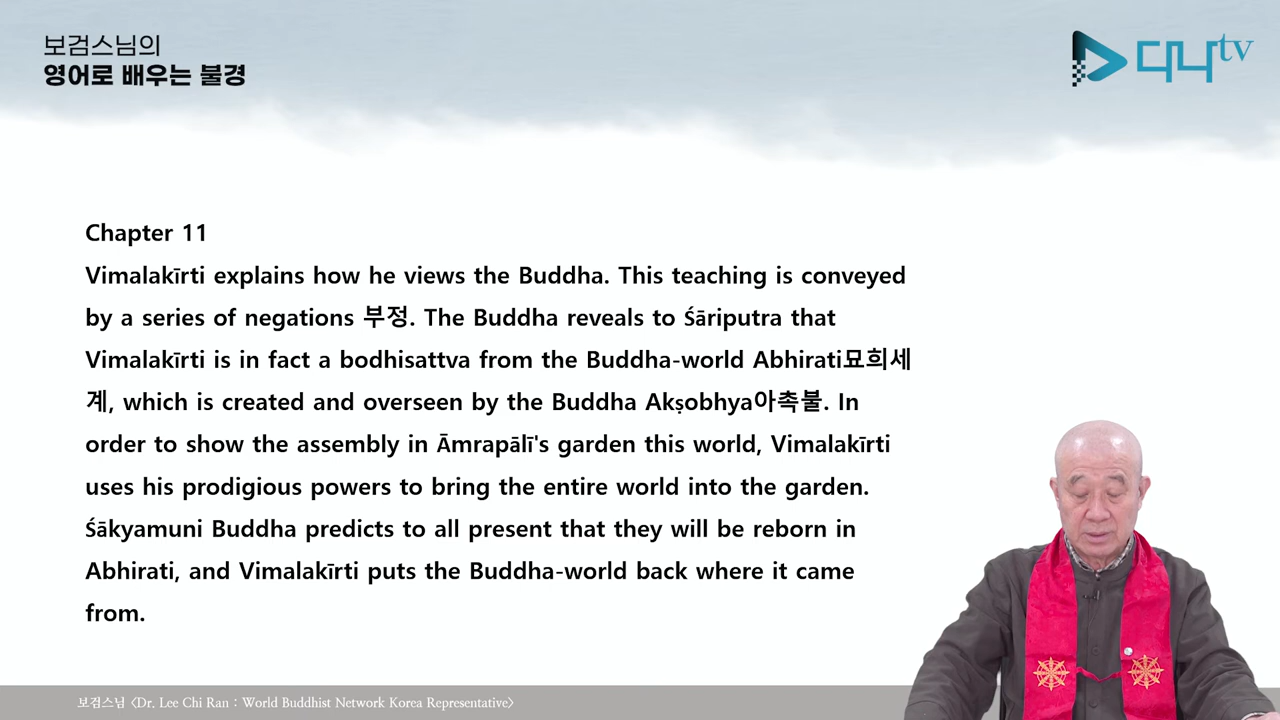 보검스님의
영어로 배우는 불경
디나tv
Chapter 11
Vimalakīrti explains how he views the Buddha. This teaching is conveyed
by a series of negations 부정. The Buddha reveals to Śāriputra that
Vimalakīrti is in fact a bodhisattva from the Buddha-world Abhirati묘희세
계, which is created and overseen by the Buddha Akṣobhya아촉불. In
order to show the assembly in Āmrapālī's garden this world, Vimalakīrti
uses his prodigious powers to bring the entire world into the garden.
Śākyamuni Buddha predicts to all present that they will be reborn in
Abhirati, and Vimalakīrti puts the Buddha-world back where it came
from.
보검스님 <Dr. Lee Chi Ran : World Buddhist Network Korea Representative>